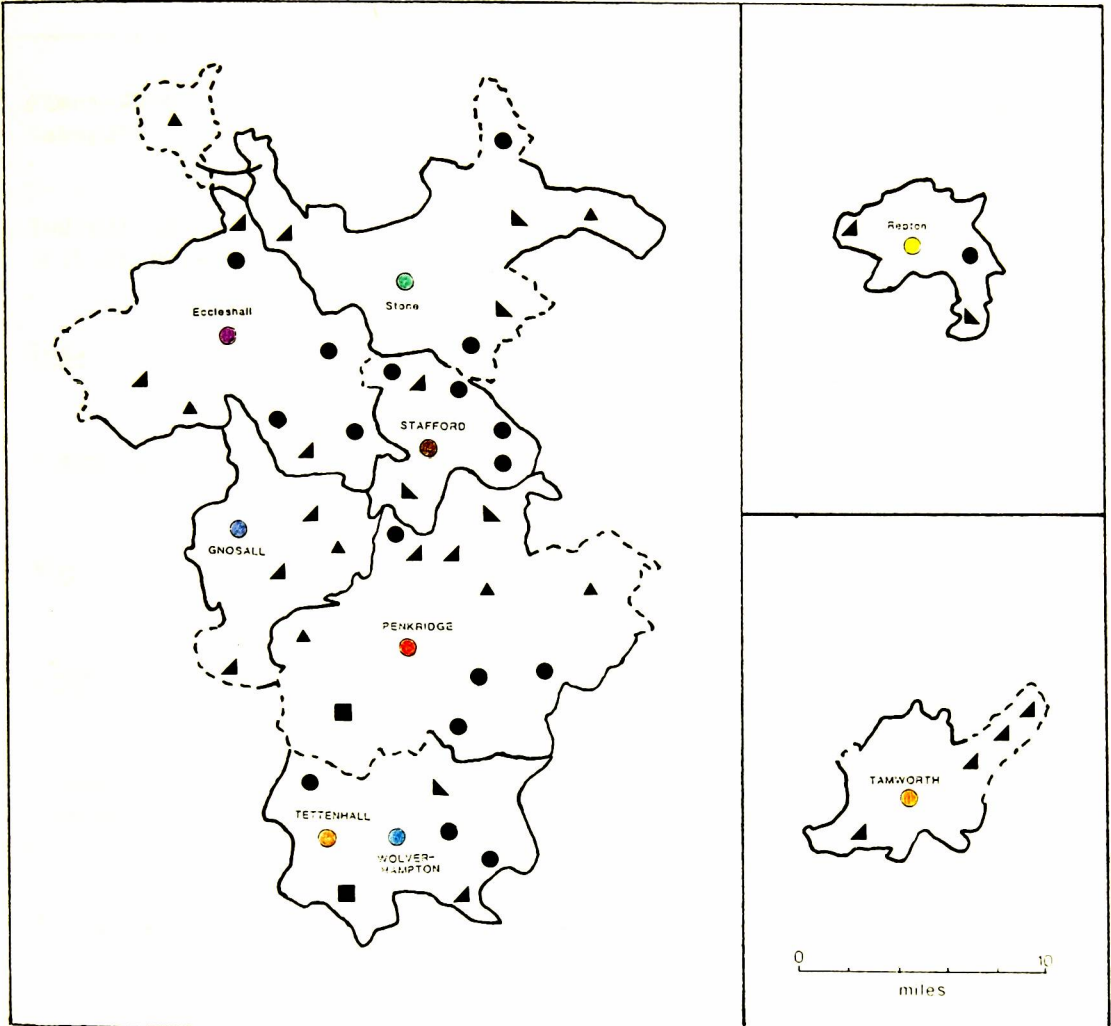 Eccleshall
Stone
STAFFORD
GNOSALL
PENKRIDGE
TETTENHALL
WOLVER-
HAMPTON
Repton
TAMWORTH
0 10
miles